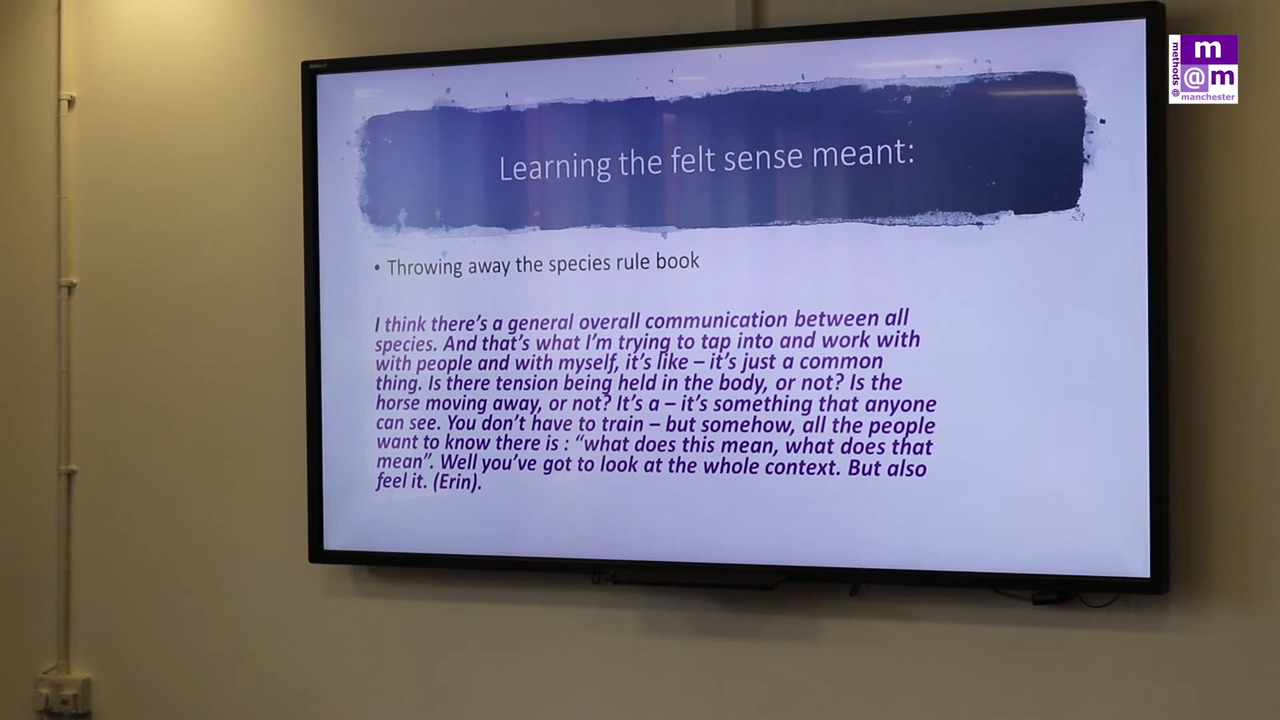 Learning the felt sense meant:
• Throwing away the species rule book
I think there's a general overall communication between all
species. And that's what I'm trying to tap into and work with
with people and with myself, it's like – it's just a common
thing. Is there tension being held in the body, or not? Is the
horse moving away, or not? It's a – it's something that anyone
can see. You don't have to train – but somehow, all the people
want to know there is : "what does this mean, what does that
mean". Well you've got to look at the whole context. But also
feel it. (Erin).
m
@m
methods@
manchester